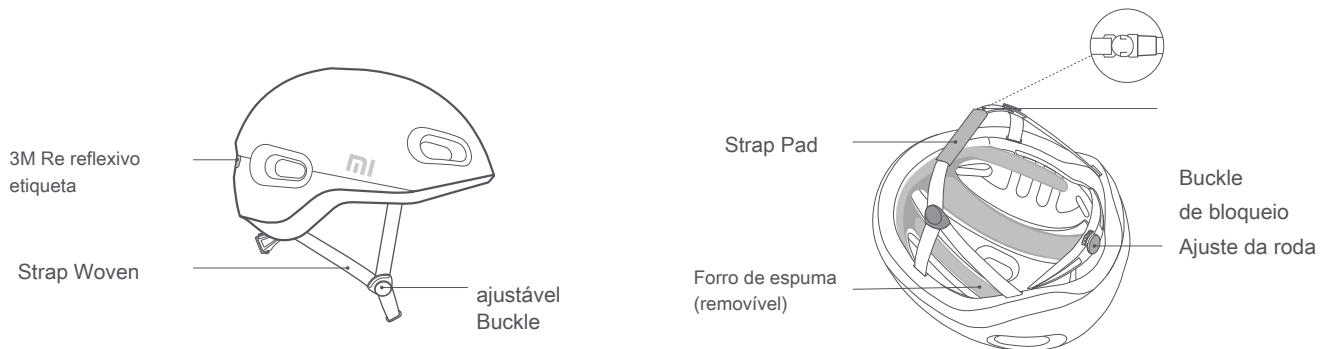 3M Re reflexivo
etiqueta
mi
Strap Woven
ajustável
Buckle
Strap Pad
Buckle
de bloqueio
Ajuste da roda
Forro de espuma
(removível)